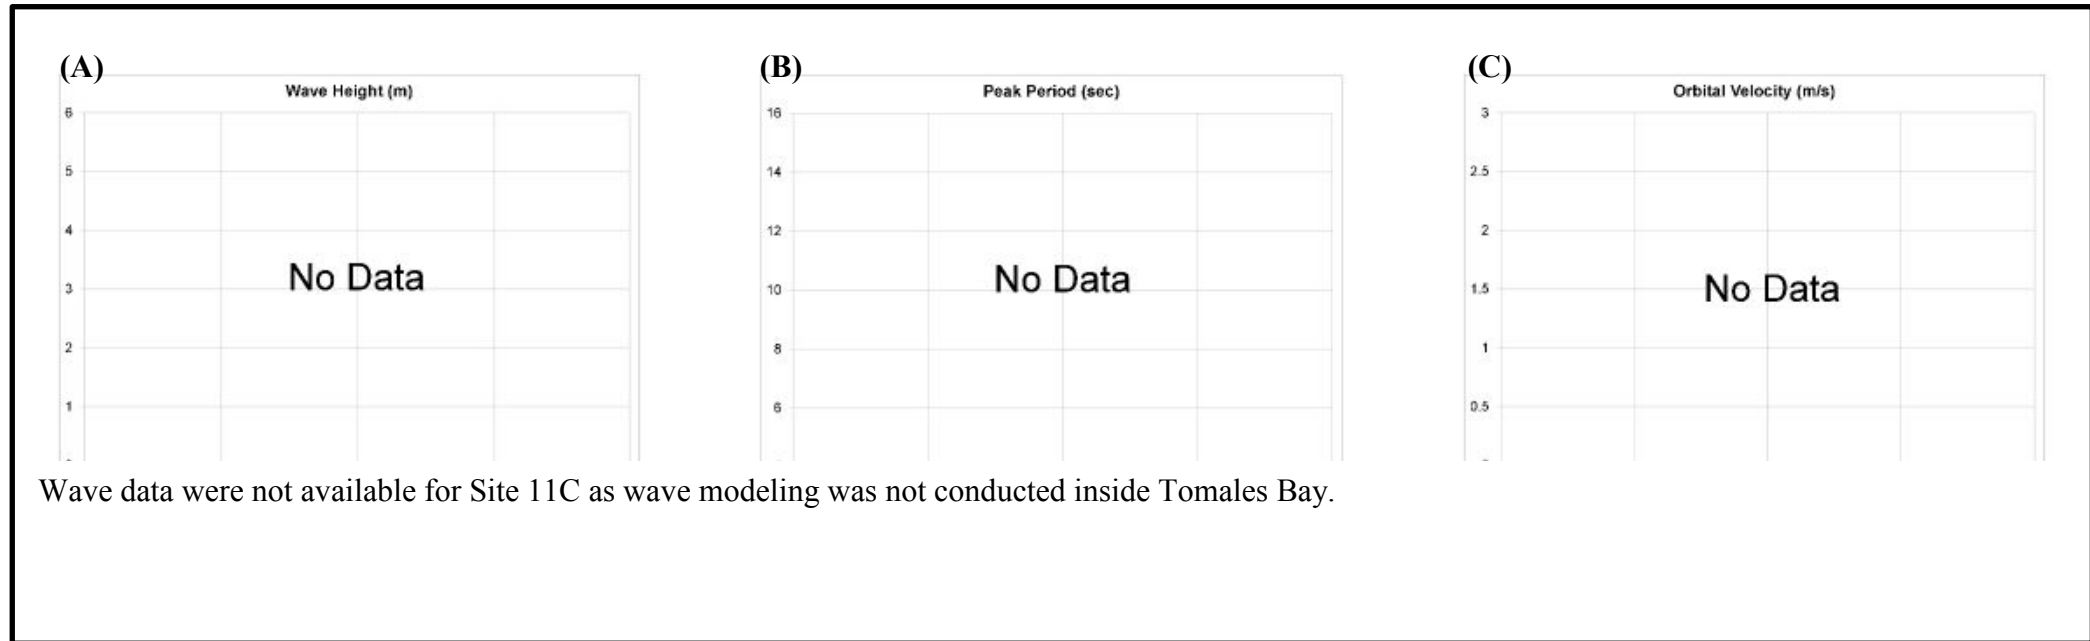 (A)
Wave Height (m)
6
5
4
3
2
1
No Data
(B)
Peak Period (sec)
16
14
12
10
8
6
No Data
(C)
Orbital Velocity (m/s)
3
2.5
2
1.5
1
0.5
No Data
Wave data were not available for Site 11C as wave modeling was not conducted inside Tomales Bay.